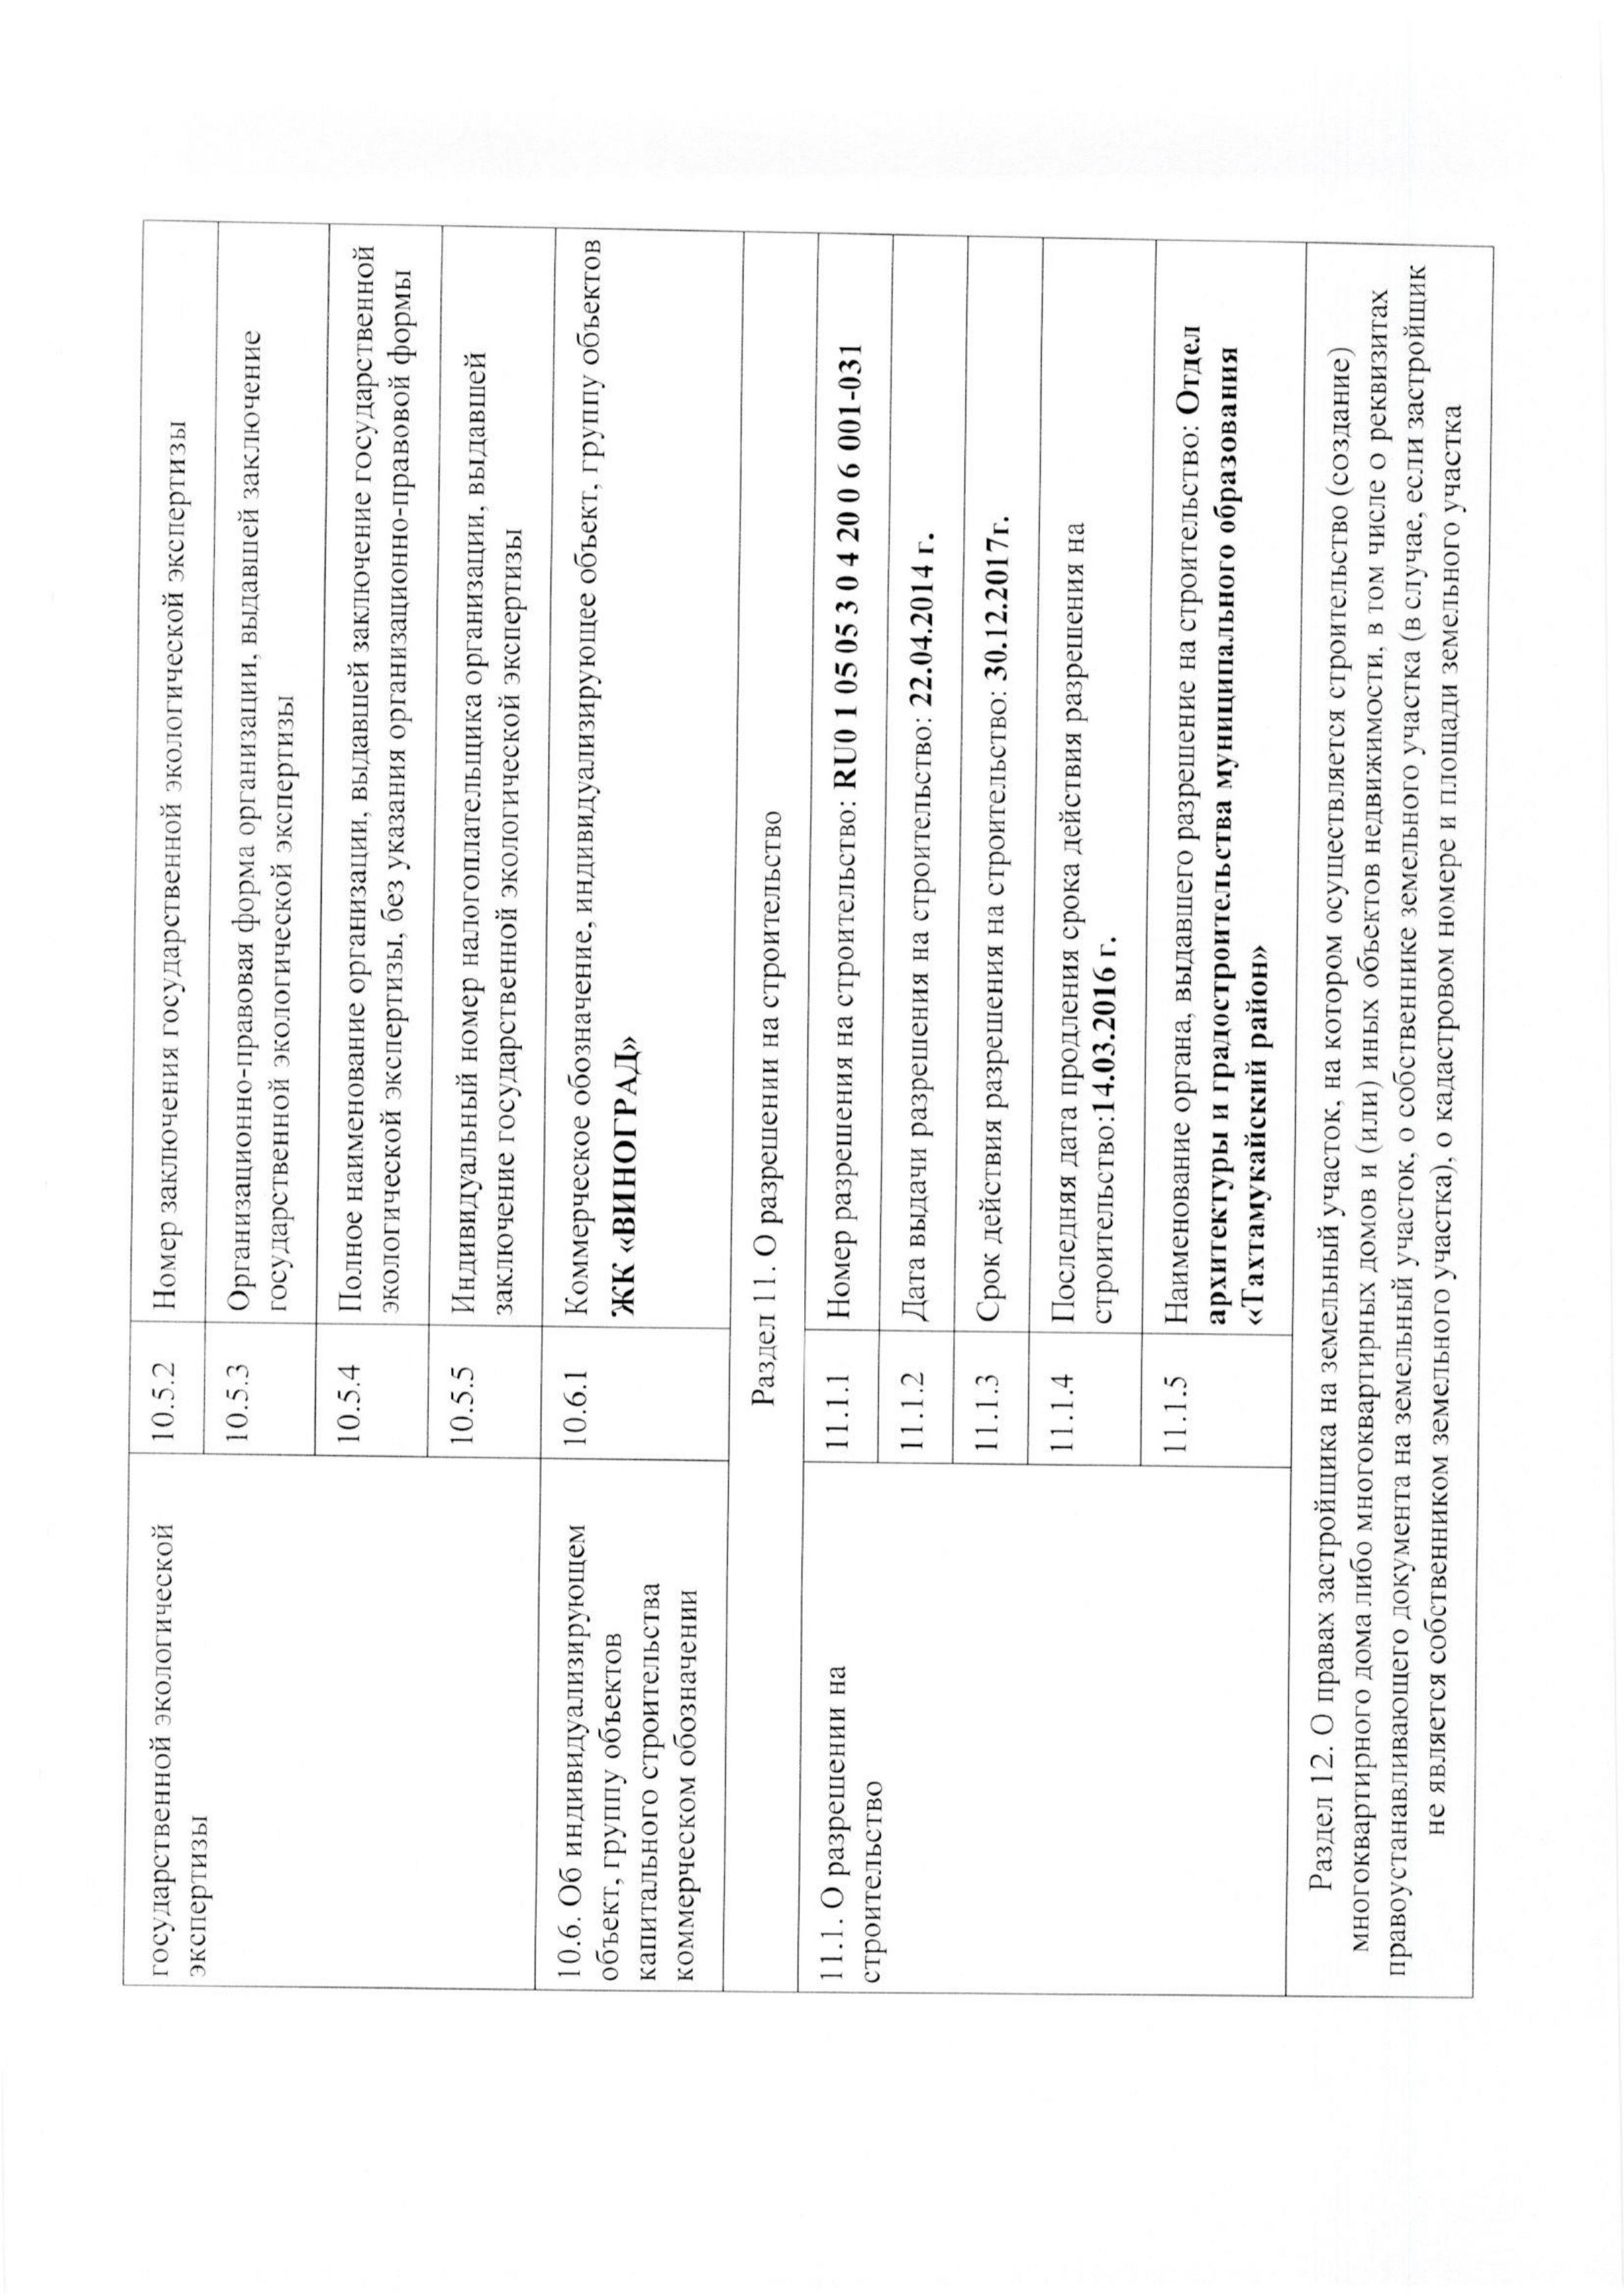 государственной экологической
экспертизы
10.5.2
Номер заключения государственной экологической экспертизы
10.5.3
Организационно-правовая форма организации, выдавшей заключение
государственной экологической экспертизы
10.5.4
Полное наименование организации, выдавшей заключение государственной
экологической экспертизы, без указания организационно-правовой формы
10.5.5
Индивидуальный номер налогоплательщика организации, выдавшей
заключение государственной экологической экспертизы
10.6. Об индивидуализирующем
объект, группу объектов
капитального строительства
коммерческом обозначении
10.6.1
Коммерческое обозначение, индивидуализирующее объект, группу объектов
ЖК «ВИНОГРАД»
Раздел 11. О разрешении на строительство
11.1. О разрешении на
строительство
11.1.1
Номер разрешения на строительство: RU0 1 05 05 3 0 4 20 0 6 001-031
11.1.2
Дата выдачи разрешения на строительство: 22.04.2014 г.
11.1.3
Срок действия разрешения на строительство: 30.12.2017г.
11.1.4
Последняя дата продления срока действия разрешения на
строительство:14.03.2016 г.
11.1.5
Наименование органа, выдавшего разрешение на строительство: Отдел
архитектуры и градостроительства муниципального образования
«Тахтамукайский район»
Раздел 12. О правах застройщика на земельный участок, на котором осуществляется строительство (создание)
многоквартирного дома либо многоквартирных домов и (или) иных объектов недвижимости, в том числе о реквизитах
правоустанавливающего документа на земельный участок, о собственнике земельного участка (в случае, если застройщик
не является собственником земельного участка), о кадастровом номере и площади земельного участка